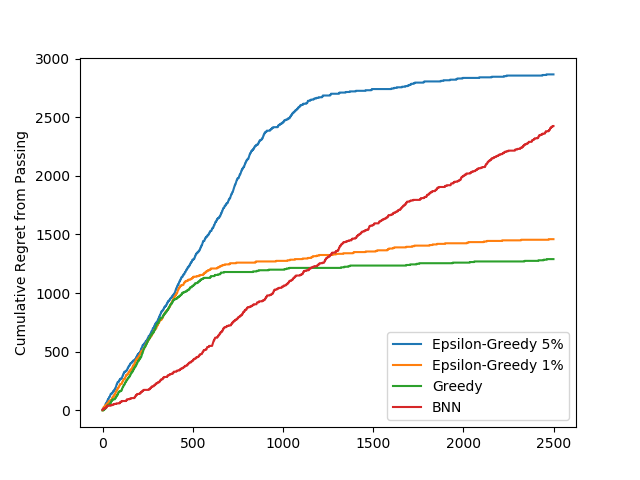 3000
2500
2000
1500
1000
500
0
Cumulative Regret from Passing
Epsilon-Greedy 5%
Epsilon-Greedy 1%
Greedy
BNN
0 500 1000 1500 2000 2500